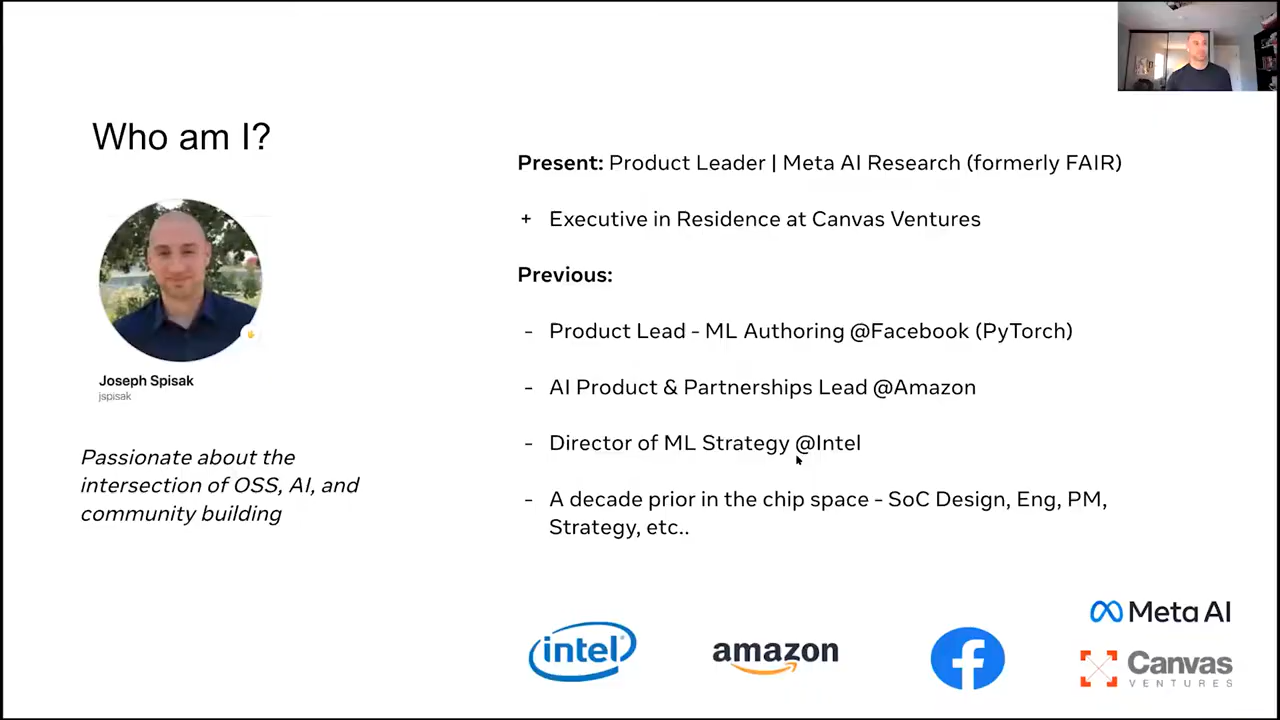 Who am I?
Joseph Spisak
jspisak
Passionate about the
intersection of OSS, AI, and
community building
Present: Product Leader | Meta AI Research (formerly FAIR)
+ Executive in Residence at Canvas Ventures
Previous:
- Product Lead - ML Authoring @Facebook (PyTorch)
- AI Product & Partnerships Lead @Amazon
- Director of ML Strategy @Intel
- A decade prior in the chip space - SoC Design, Eng, PM,
Strategy, etc..
intel
amazon
f
Meta AI
Canvas
VENTURES